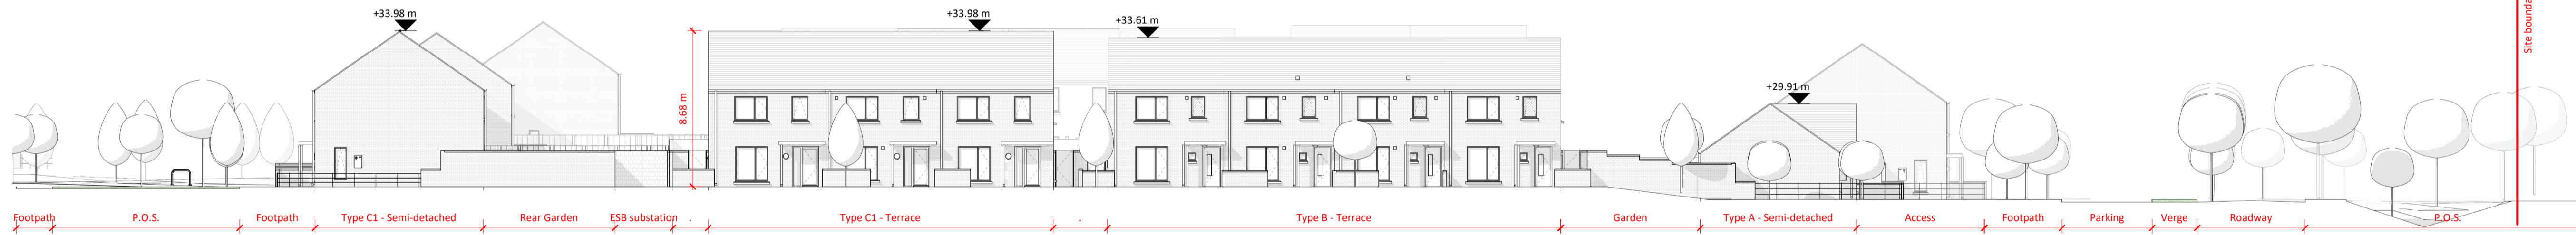 +33.98 m
+33.98 m
+33.61 m
+29.91 m
8.68 m
Site bounda
Footpath
P.O.S.
Footpath
Type C1 - Semi-detached
Rear Garden
ESB substation
.
Type C1 - Terrace
.
Type B - Terrace
Garden
Type A - Semi-detached
Access
Footpath
Parking
Verge
Roadway
P.O.S.